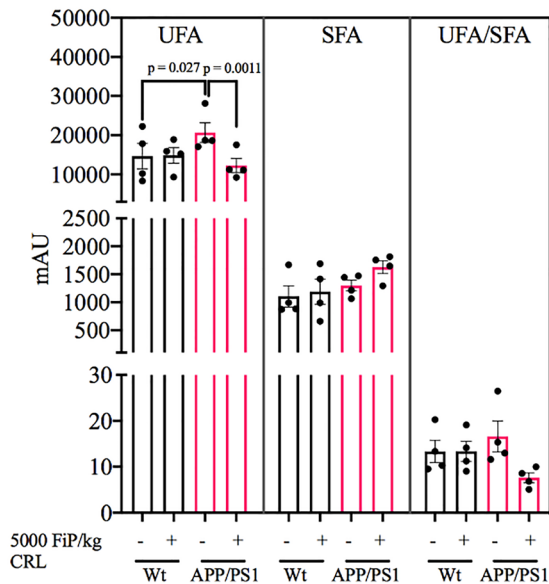 UFA SFA UFA/SFA
p = 0.027 p = 0.0011
mAU
50000
40000
30000
20000
10000
2500
2000
1500
1000
500
30
20
10
0
5000 FiP/kg - + - + - + - + - + - +
CRL
Wt APP/PS1 Wt APP/PS1 Wt APP/PS1